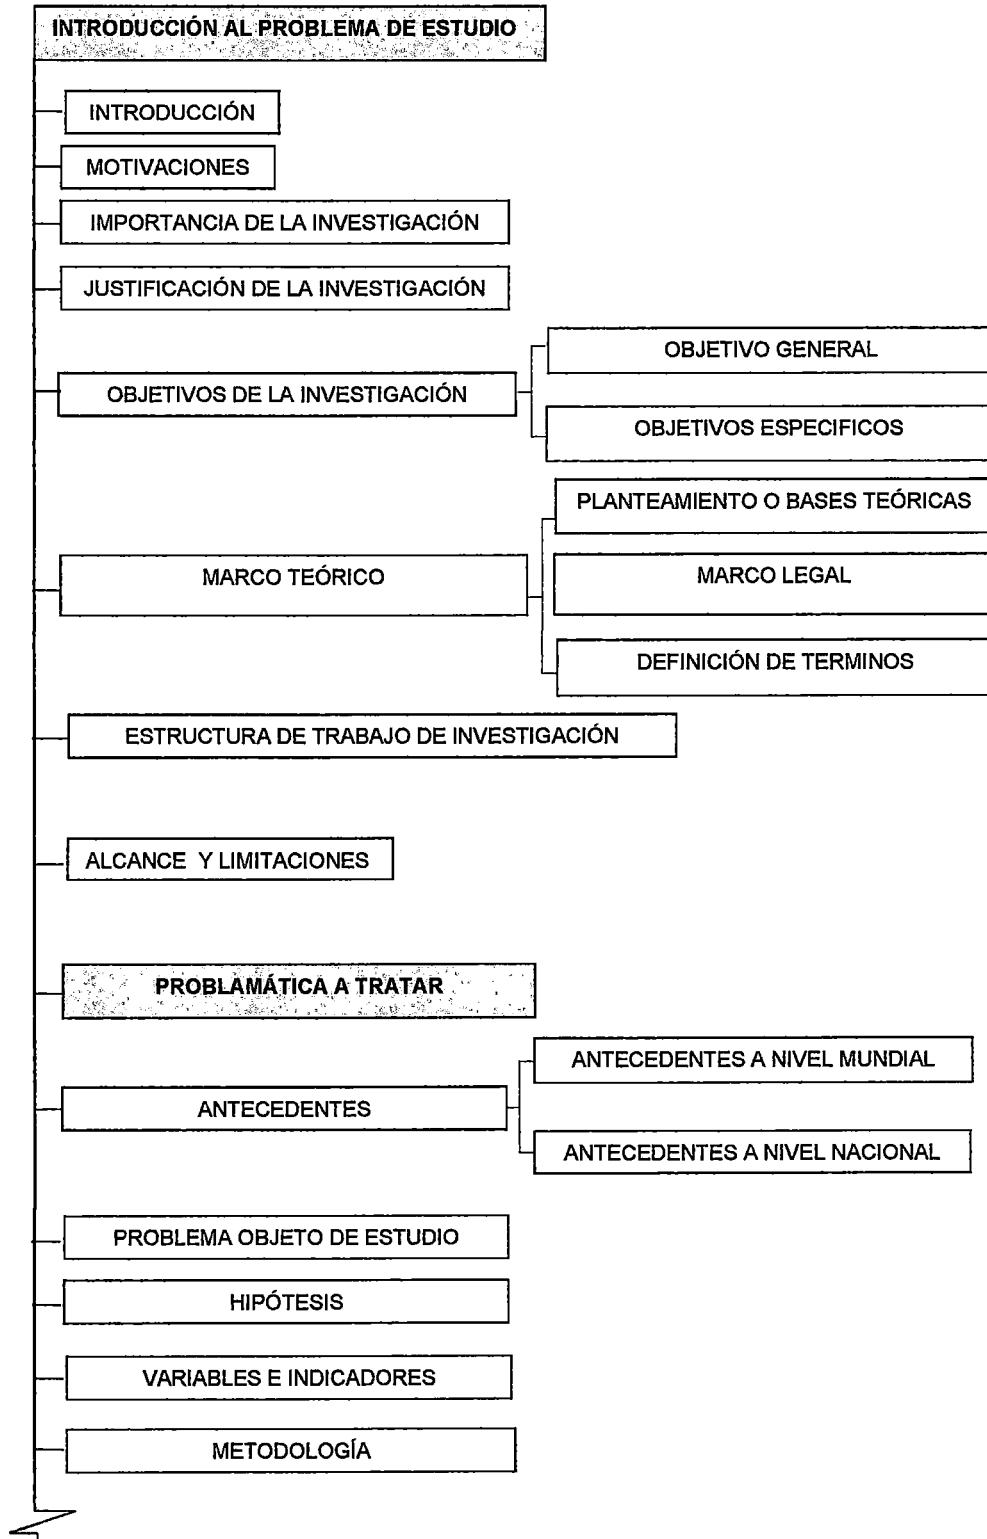 INTRODUCCIÓN AL PROBLEMA DE ESTUDIO
INTRODUCCIÓN
MOTIVACIONES
IMPORTANCIA DE LA INVESTIGACIÓN
JUSTIFICACIÓN DE LA INVESTIGACIÓN
OBJETIVOS DE LA INVESTIGACIÓN
OBJETIVO GENERAL
OBJETIVOS ESPECIFICOS
MARCO TEÓRICO
PLANTEAMIENTO O BASES TEÓRICAS
MARCO LEGAL
DEFINICIÓN DE TERMINOS
ESTRUCTURA DE TRABAJO DE INVESTIGACIÓN
ALCANCE Y LIMITACIONES
PROBLAMÁTICA A TRATAR
ANTECEDENTES
ANTECEDENTES A NIVEL MUNDIAL
ANTECEDENTES A NIVEL NACIONAL
PROBLEMA OBJETO DE ESTUDIO
HIPÓTESIS
VARIABLES E INDICADORES
METODOLOGÍA